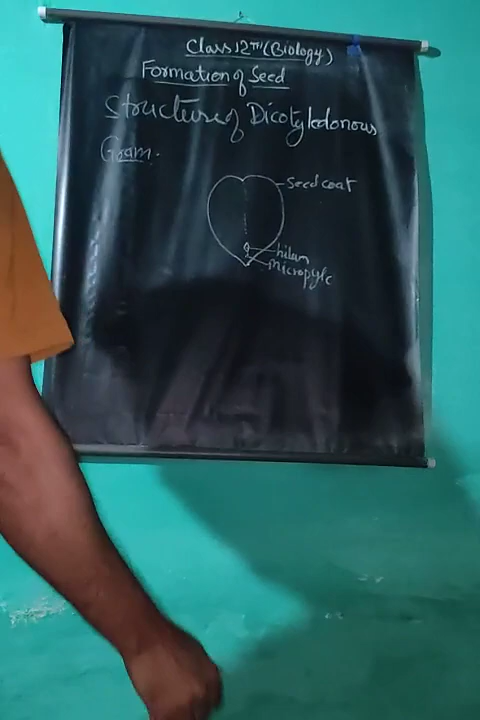 Class 12th (Biology)
Formation of Seed
Structure of Dicotyledonous
Gram.
Seed coat
hilum
Micropyle